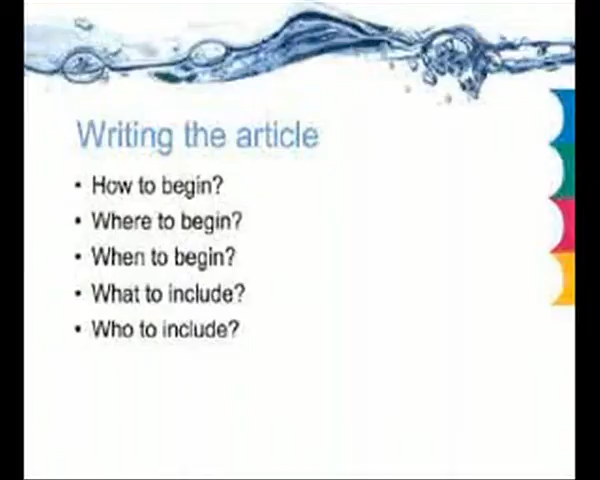 Writing the article
• How to begin?
• Where to begin?
• When to begin?
• What to include?
• Who to include?